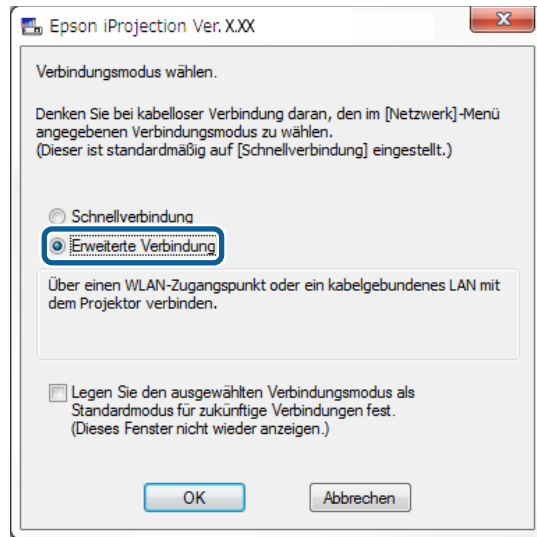 Epson iProjection Ver. X.XX
Verbindungsmodus wählen.
Denken Sie bei kabelloser Verbindung daran, den im [Netzwerk]-Menü
angegebenen Verbindungsmodus zu wählen.
(Dieser ist standardmäßig auf [Schnellverbindung] eingestellt.)
Schnellverbindung
Erweiterte Verbindung
Über einen WLAN-Zugangspunkt oder ein kabelgebundenes LAN mit
dem Projektor verbinden.
Legen Sie den ausgewählten Verbindungsmodus als
Standardmodus für zukünftige Verbindungen fest.
(Dieses Fenster nicht wieder anzeigen.)
OK
Abbrechen